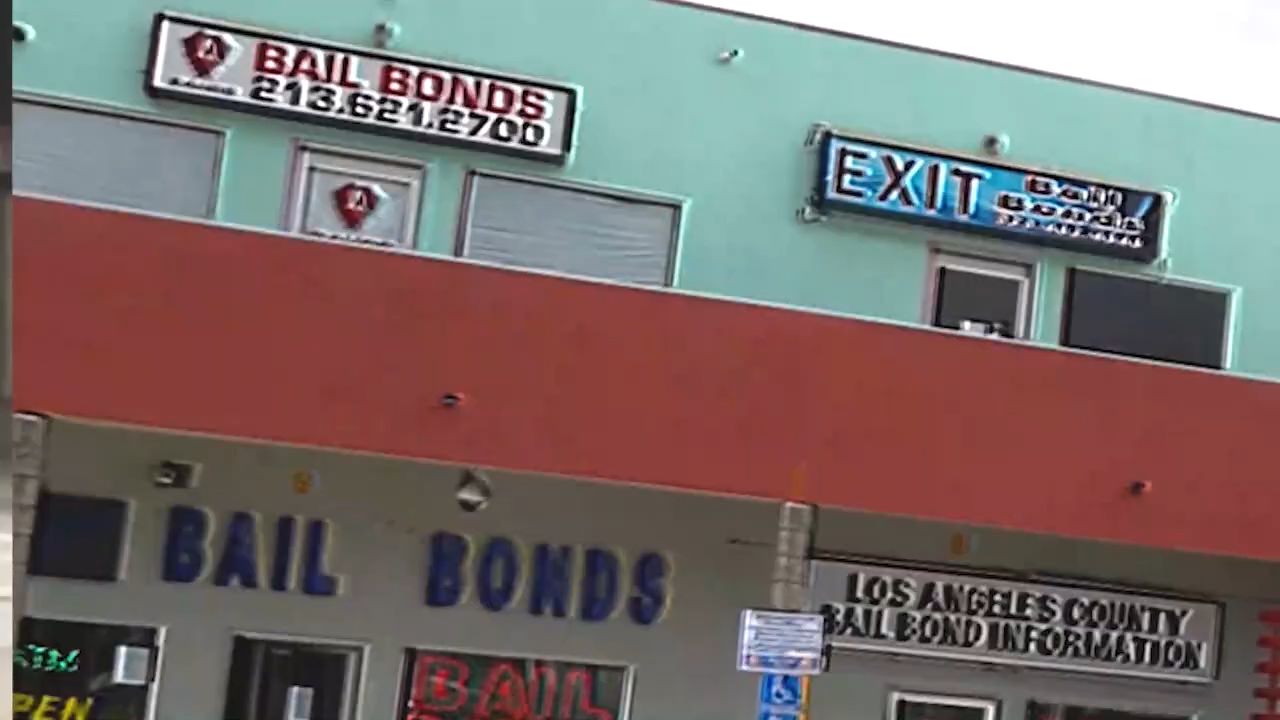 BAIL BONDS
213.621.2700
EXIT
Bail
Bonds
BAIL BONDS
LOS ANGELES COUNTY
BAIL BOND INFORMATION
BAIL